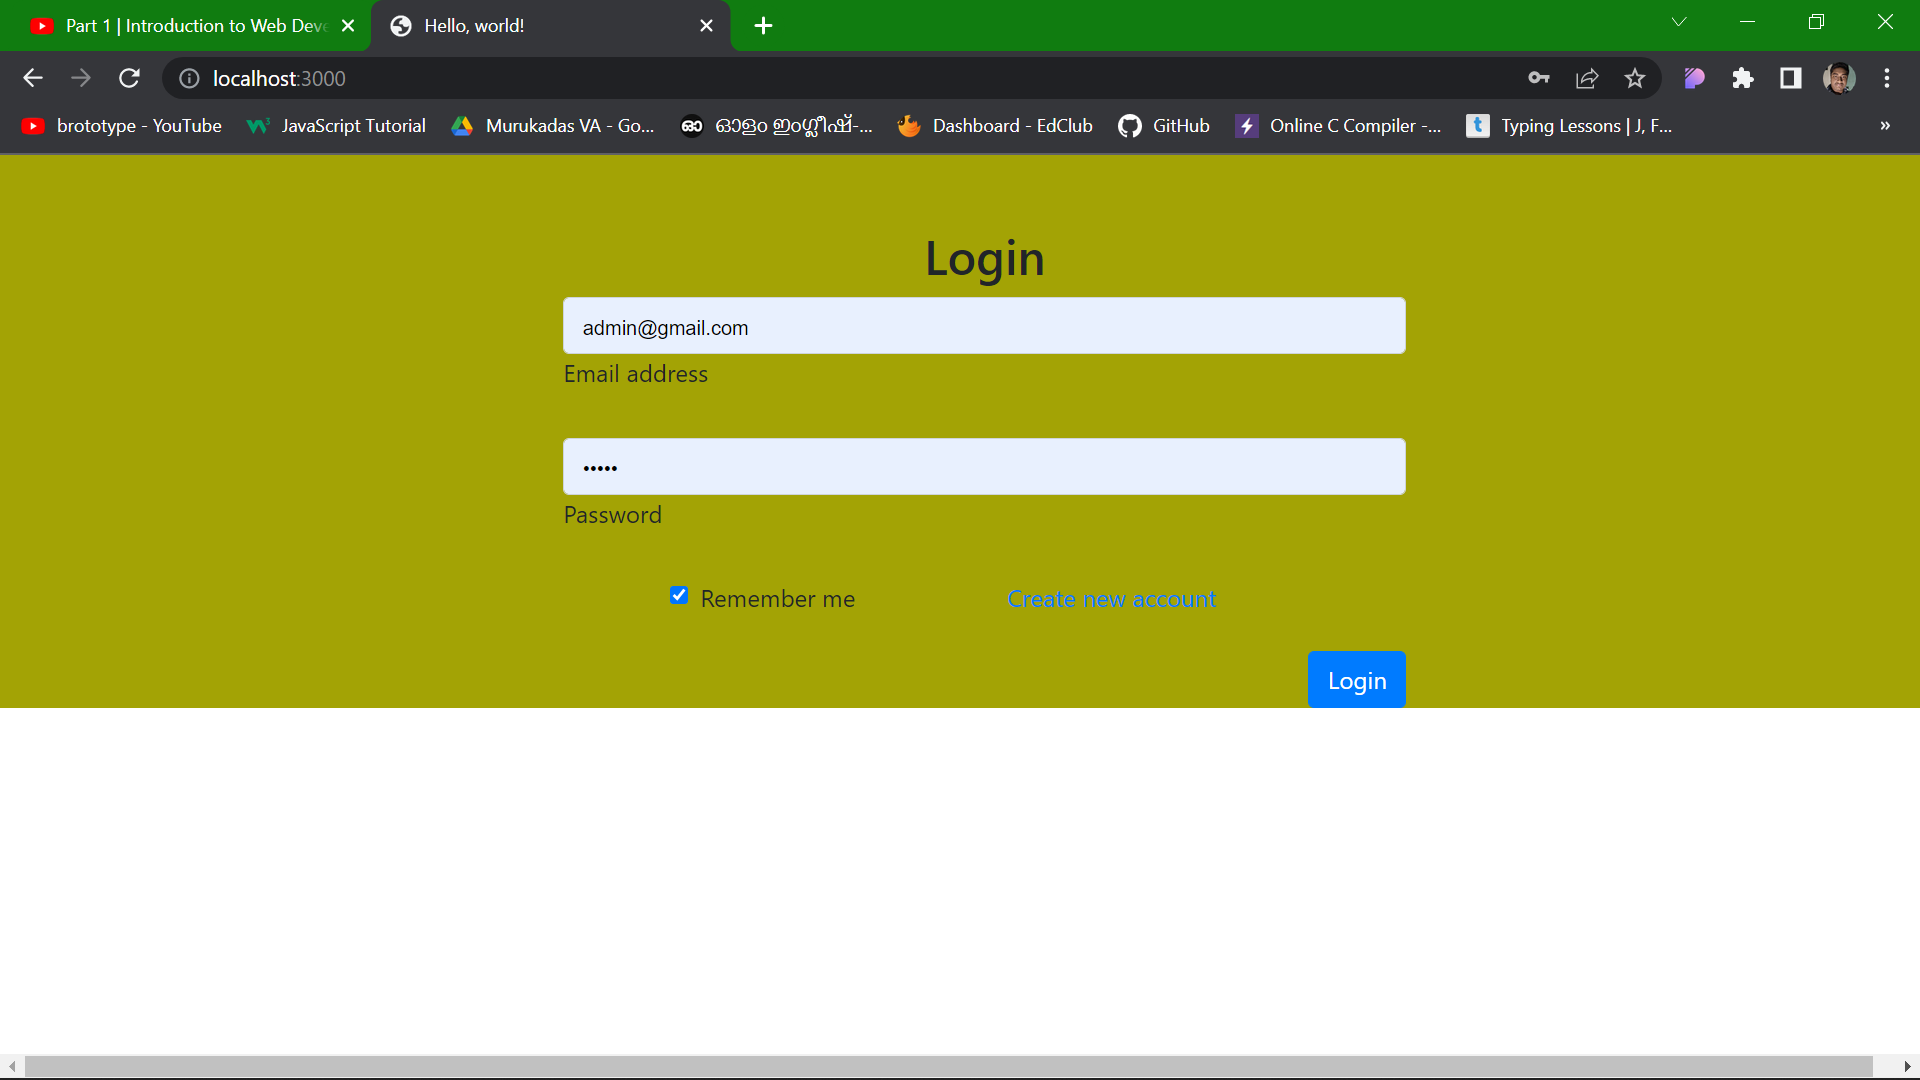 Part 1 | Introduction to Web Deve
Hello, world!
localhost:3000
brototype - YouTube
JavaScript Tutorial
Murukadas VA - Go...
ഓളം ഇംഗ്ലീഷ്-...
Dashboard - EdClub
GitHub
Online C Compiler -...
Typing Lessons | J, F...
Login
admin@gmail.com
Email address
•••••
Password
Remember me
Create new account
Login